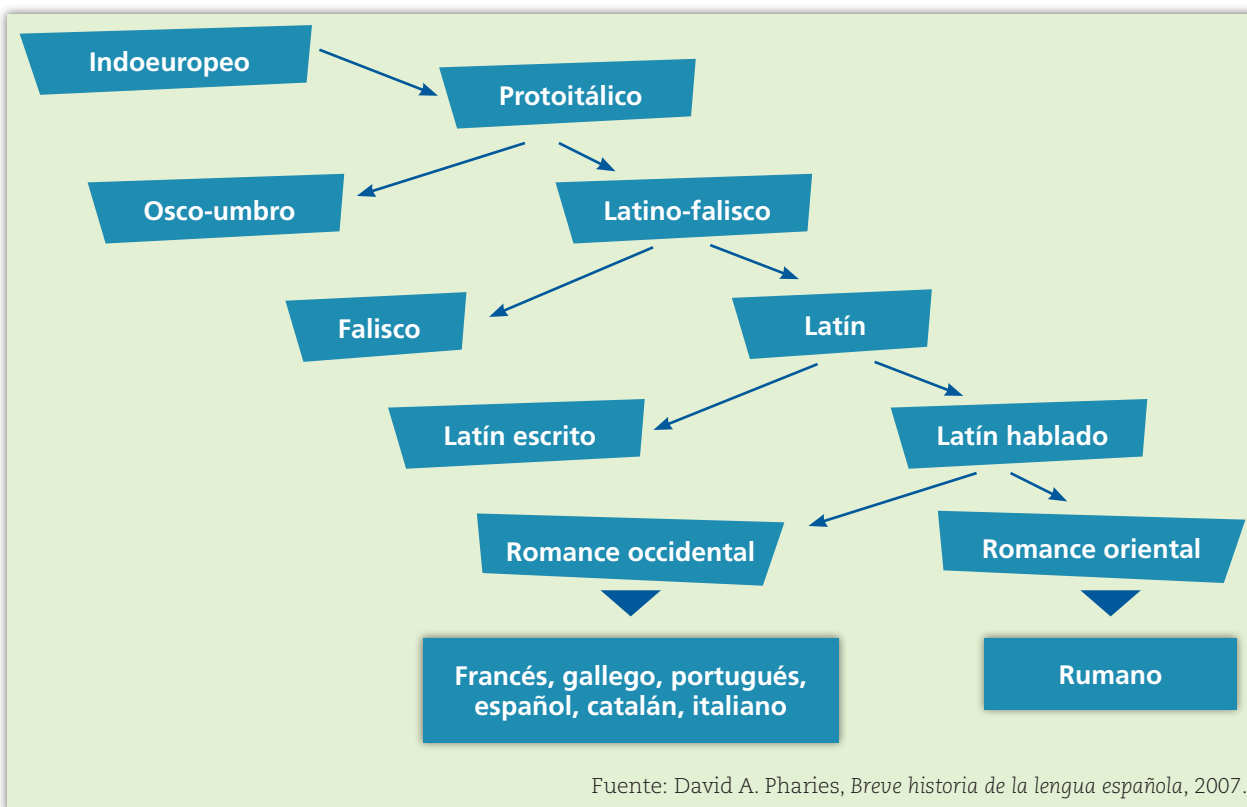 Indoeuropeo
Protoitálico
Osco-umbro
Latino-falisco
Falisco
Latín
Latín escrito
Latín hablado
Romance occidental
Romance oriental
Francés, gallego, portugués,
español, catalán, italiano
Rumano
Fuente: David A. Pharies, Breve historia de la lengua española, 2007.